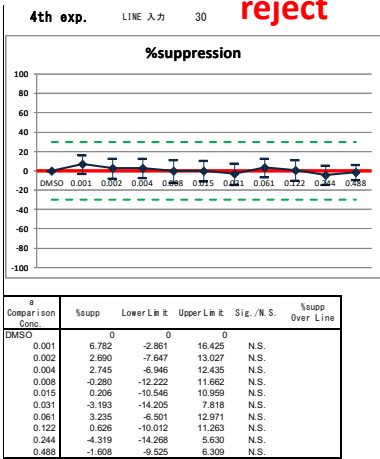 4th exp. LINE 入力 30 reject
%suppression
100
80
60
40
20
0
-20
-40
-60
-80
-100
DMSO 0.001 0.002 0.004 0.008 0.015 0.031 0.061 0.122 0.244 0.488
a
Comparison Conc. %supp Lower Limit Upper Limit Sig./N.S. %supp Over Line
DMSO 0 0 0
0.001 6.782 -2.861 16.425 N.S.
0.002 2.690 -7.647 13.027 N.S.
0.004 2.745 -6.946 12.435 N.S.
0.008 -0.280 -12.222 11.662 N.S.
0.015 0.206 -10.546 10.959 N.S.
0.031 -3.193 -14.205 7.818 N.S.
0.061 3.235 -6.501 12.971 N.S.
0.122 0.626 -10.012 11.263 N.S.
0.244 -4.319 -14.268 5.630 N.S.
0.488 -1.608 -9.525 6.309 N.S.